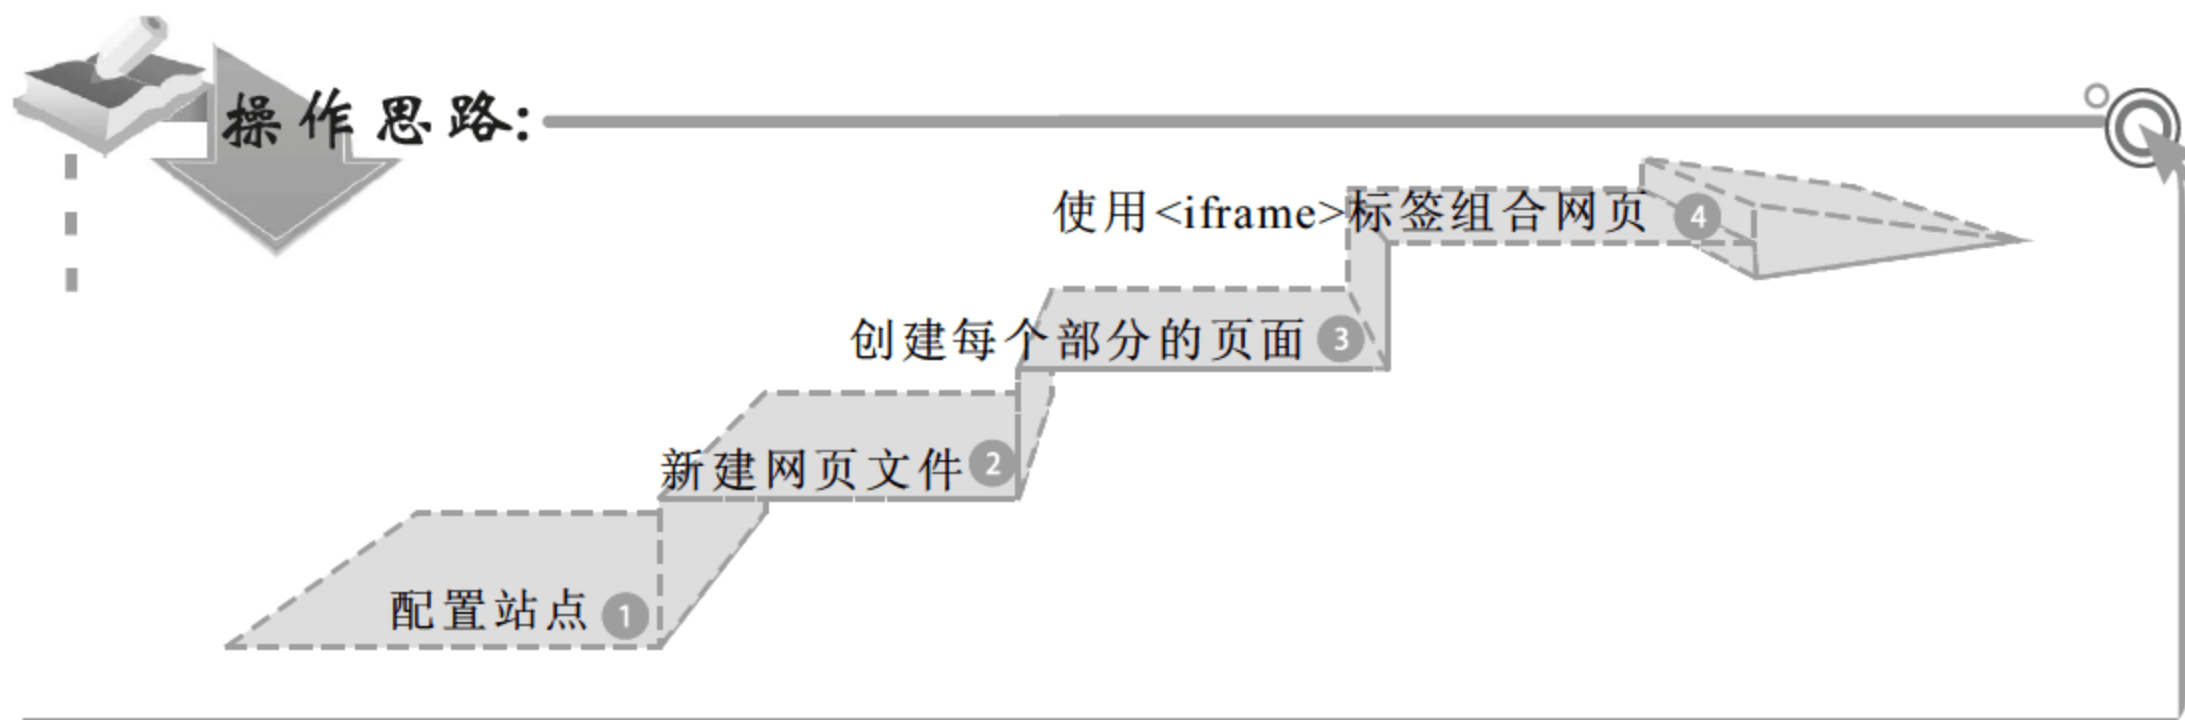 操作思路:
使用<iframe>标签组合网页 4
创建每个部分的页面 3
新建网页文件 2
配置站点 1